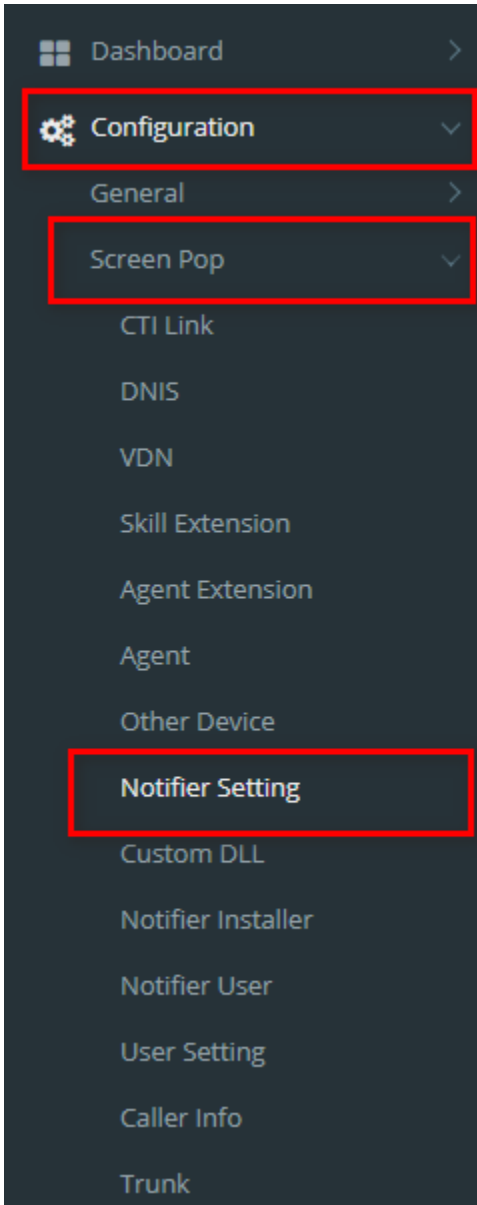 Dashboard
Configuration
General
Screen Pop
CTI Link
DNIS
VDN
Skill Extension
Agent Extension
Agent
Other Device
Notifier Setting
Custom DLL
Notifier Installer
Notifier User
User Setting
Caller Info
Trunk